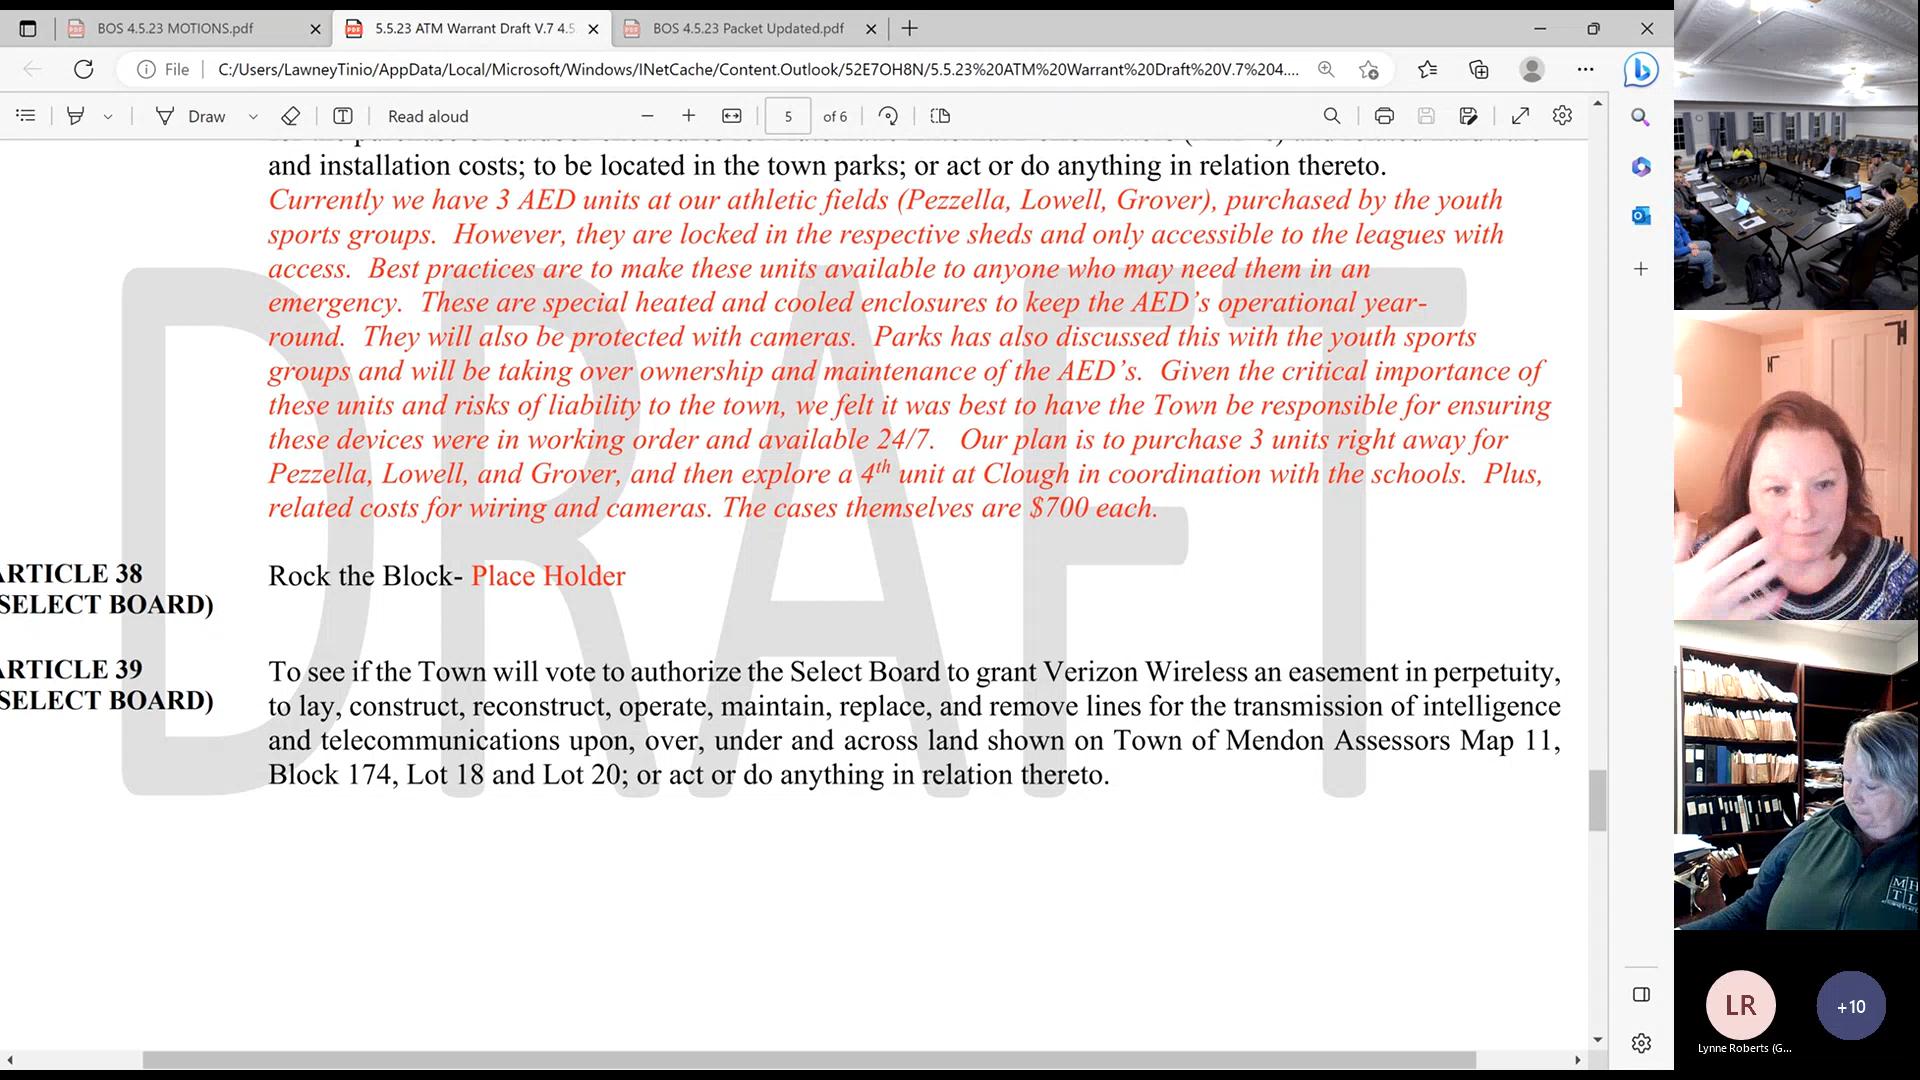 BOS 4.5.23 MOTIONS.pdf
5.5.23 ATM Warrant Draft V.7 4.5
BOS 4.5.23 Packet Updated.pdf
File
C:/Users/LawneyTinio/AppData/Local/Microsoft/Windows/INetCache/Content.Outlook/52E7OH8N/5.5.23%20ATM%20Warrant%20Draft%20V.7%204....
Draw
Read aloud
5
of 6
and installation costs; to be located in the town parks; or act or do anything in relation thereto.
Currently we have 3 AED units at our athletic fields (Pezzella, Lowell, Grover), purchased by the youth
sports groups. However, they are locked in the respective sheds and only accessible to the leagues with
access. Best practices are to make these units available to anyone who may need them in an
emergency. These are special heated and cooled enclosures to keep the AED’s operational year-
round. They will also be protected with cameras. Parks has also discussed this with the youth sports
groups and will be taking over ownership and maintenance of the AED’s. Given the critical importance of
these units and risks of liability to the town, we felt it was best to have the Town be responsible for ensuring
these devices were in working order and available 24/7. Our plan is to purchase 3 units right away for
Pezzella, Lowell, and Grover, and then explore a 4th unit at Clough in coordination with the schools. Plus,
related costs for wiring and cameras. The cases themselves are $700 each.
ARTICLE 38
SELECT BOARD)
Rock the Block- Place Holder
ARTICLE 39
SELECT BOARD)
To see if the Town will vote to authorize the Select Board to grant Verizon Wireless an easement in perpetuity,
to lay, construct, reconstruct, operate, maintain, replace, and remove lines for the transmission of intelligence
and telecommunications upon, over, under and across land shown on Town of Mendon Assessors Map 11,
Block 174, Lot 18 and Lot 20; or act or do anything in relation thereto.
DRAFT
LR
+10
Lynne Roberts (G...